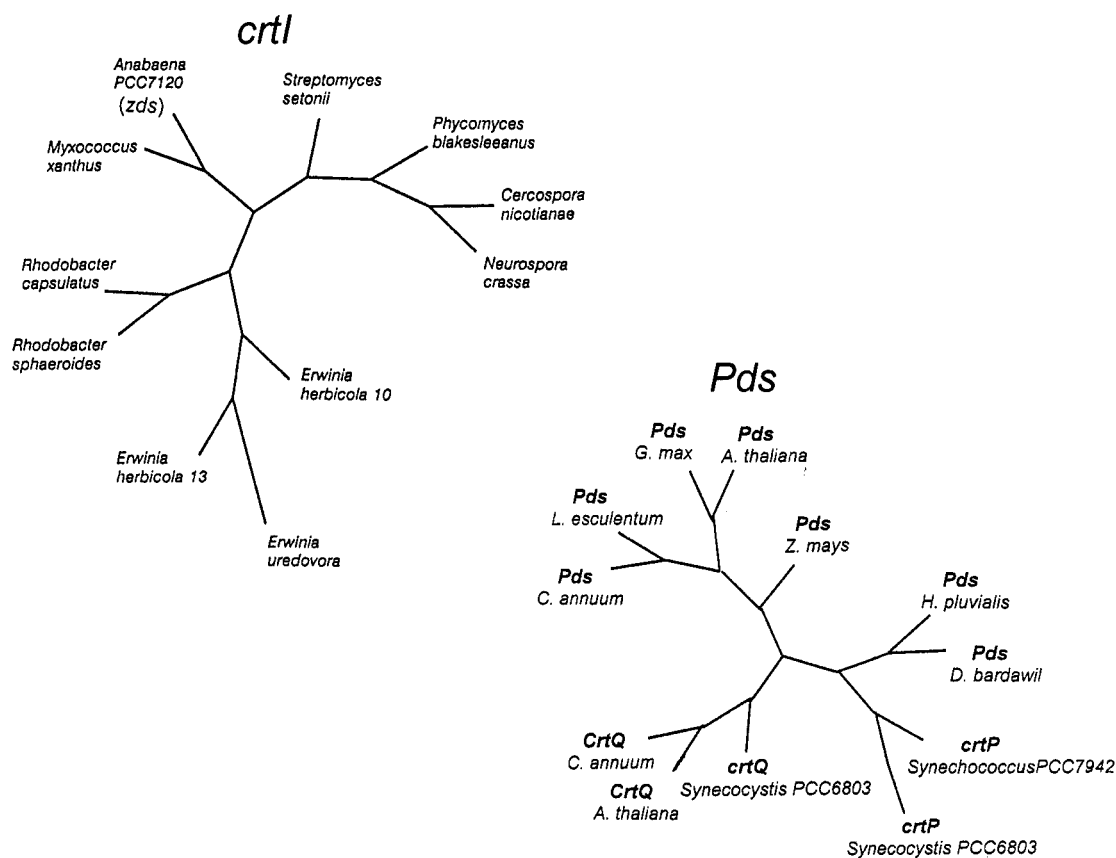 crtI
Anabaena
PCC7120
(zds)
Streptomyces
setonii
Phycomyces
blakesleeanus
Myxococcus
xanthus
Cercospora
nicotianae
Neurospora
crassa
Rhodobacter
capsulatus
Rhodobacter
sphaeroides
Erwinia
herbicola 10
Erwinia
herbicola 13
Erwinia
uredovora
Pds
Pds
G. max
Pds
A. thaliana
Pds
L. esculentum
Pds
Z. mays
Pds
C. annuum
Pds
H. pluvialis
Pds
D. bardawil
CrtQ
C. annuum
CrtQ
A. thaliana
crtQ
Synecocystis PCC6803
crtP
SynechococcusPCC7942
crtP
Synecocystis PCC6803